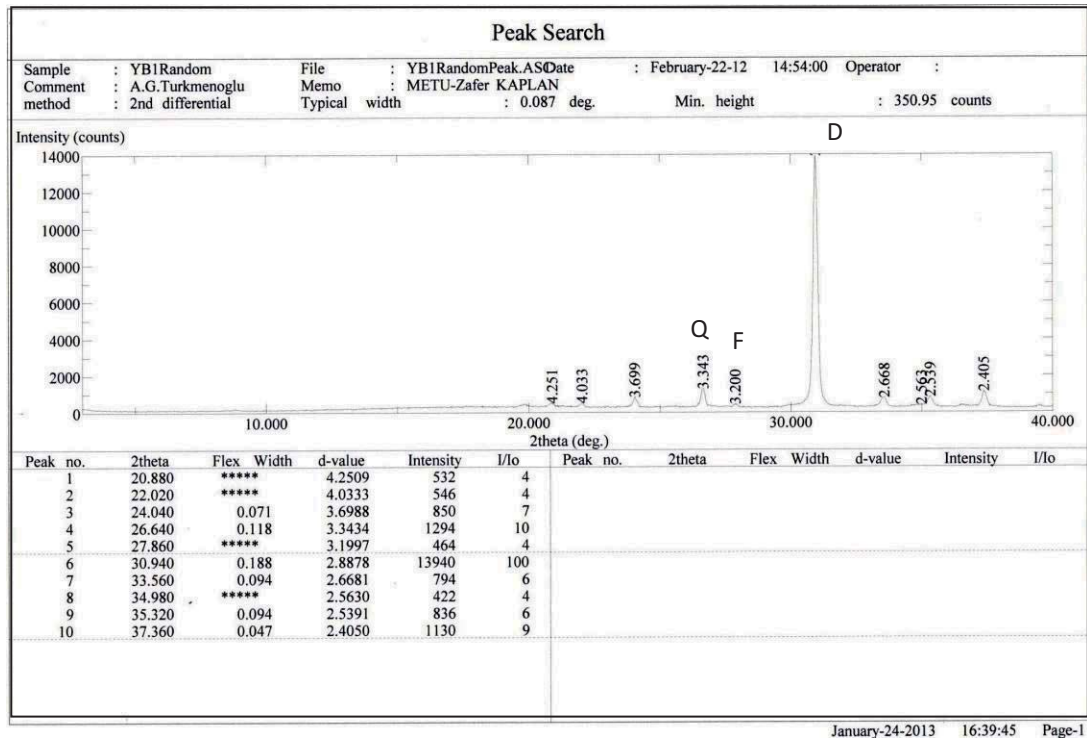 Peak Search
Sample : YB1Random File : YB1RandomPeak.ASCDate : February-22-12 14:54:00 Operator :
Comment : A.G.Turkmenoglu Memo : METU-Zafer KAPLAN
method : 2nd differential Typical width : 0.087 deg. Min. height : 350.95 counts
Intensity (counts)
D
14000
12000
10000
8000
6000
4000
2000
0
Q
F
4.251 4.033 3.699 3.343 3.200 2.668 2.563 2.539 2.405
10.000 20.000 30.000 40.000
2theta (deg.)
Peak no. 2theta Flex Width d-value Intensity I/Io Peak no. 2theta Flex Width d-value Intensity I/Io
1 20.880 ***** 4.2509 532 4
2 22.020 ***** 4.0333 546 4
3 24.040 0.071 3.6988 850 7
4 26.640 0.118 3.3434 1294 10
5 27.860 ***** 3.1997 464 4
6 30.940 0.188 2.8878 13940 100
7 33.560 0.094 2.6681 794 6
8 34.980 ***** 2.5630 422 4
9 35.320 0.094 2.5391 836 6
10 37.360 0.047 2.4050 1130 9
January-24-2013 16:39:45 Page-1